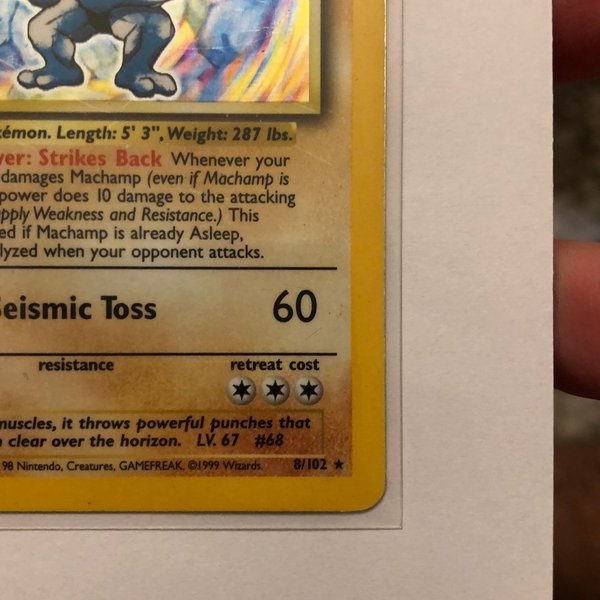 émon. Length: 5' 3", Weight: 287 lbs.
er: Strikes Back Whenever your
damages Machamp (even if Machamp is
power does 10 damage to the attacking
pply Weakness and Resistance.) This
ed if Machamp is already Asleep,
lyzed when your opponent attacks.
eismic Toss 60
resistance retreat cost
muscles, it throws powerful punches that
clear over the horizon. LV. 67 #68
98 Nintendo, Creatures, GAMEFREAK. ©1999 Wizards. 8/102 ★